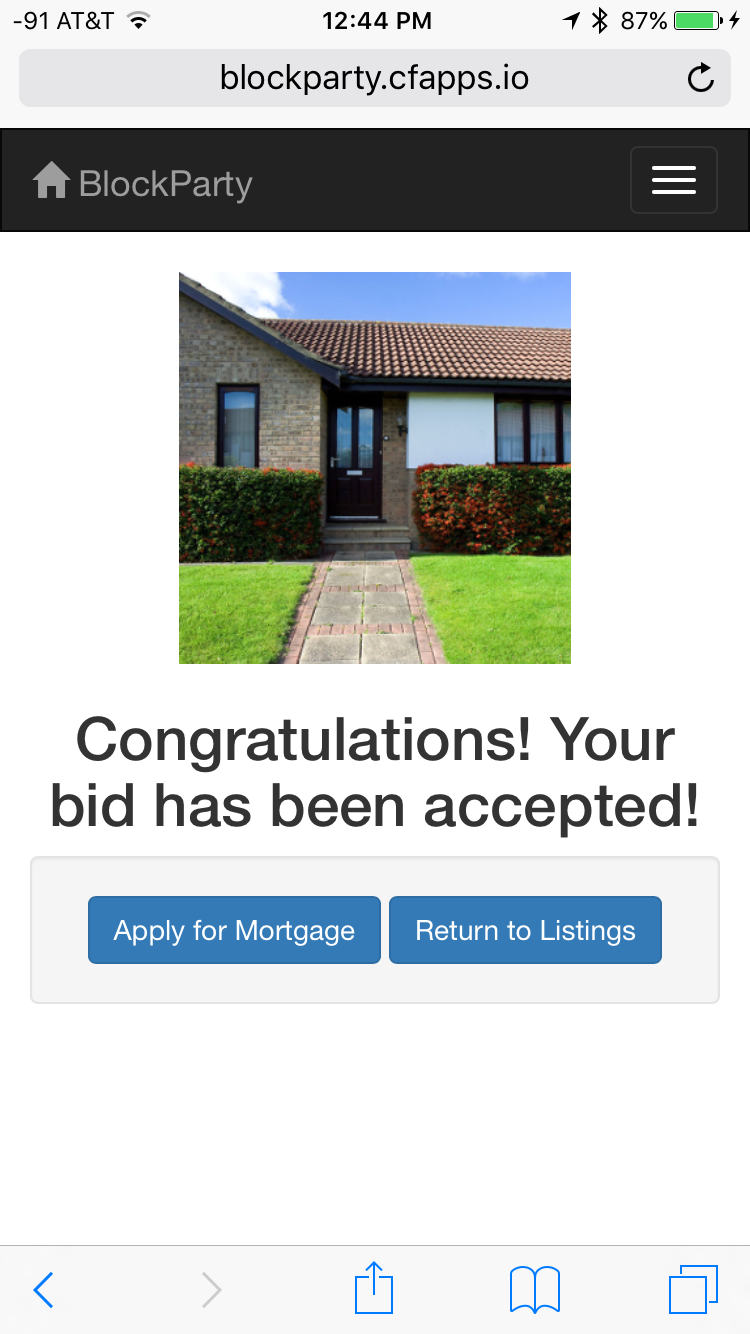 -91 AT&T 12:44 PM 87%
blockparty.cfapps.io
BlockParty
Congratulations! Your
bid has been accepted!
Apply for Mortgage Return to Listings